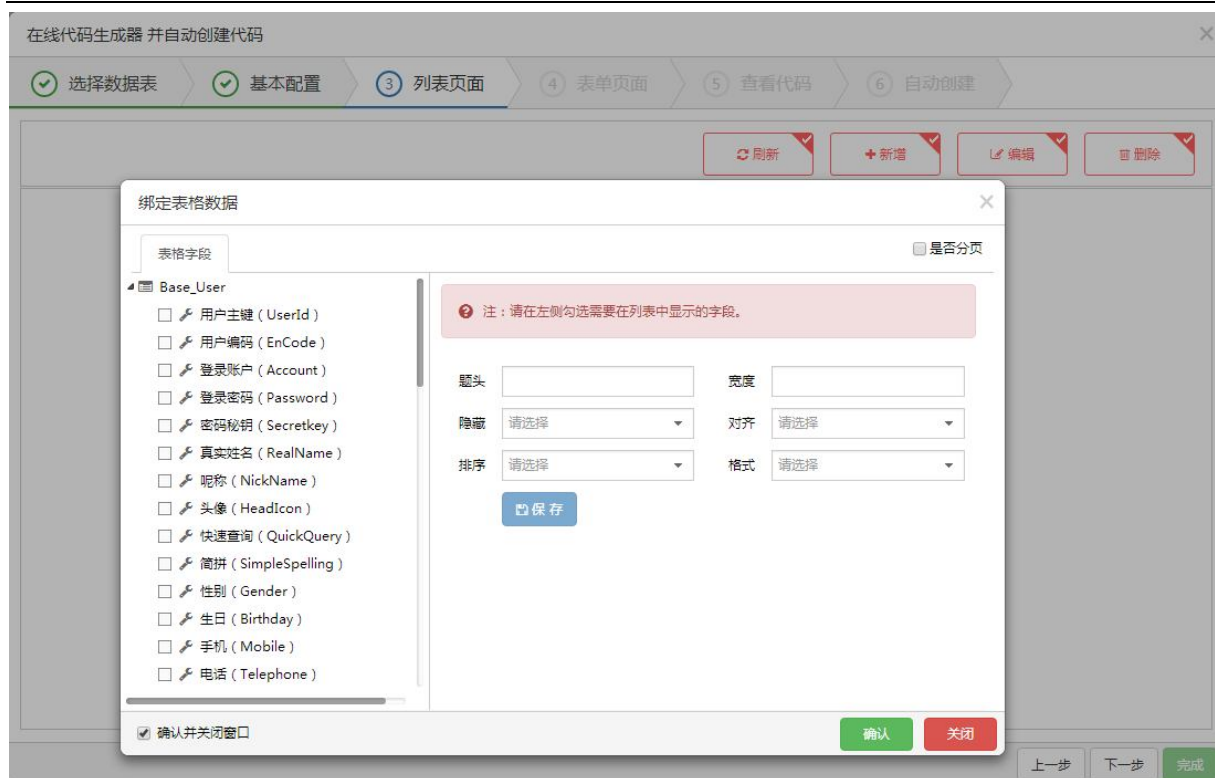 在线代码生成器 并自动创建代码
选择数据表 基本配置 3 列表页面 4 表单页面 5 查看代码 6 自动创建
刷新 新增 编辑 删除
绑定表格数据
表格字段 是否分页
Base_User
用户主键 ( UserId )
用户编码 ( EnCode )
登录账户 ( Account )
登录密码 ( Password )
密码秘钥 ( Secretkey )
真实姓名 ( RealName )
呢称 ( NickName )
头像 ( HeadIcon )
快速查询 ( QuickQuery )
简拼 ( SimpleSpelling )
性别 ( Gender )
生日 ( Birthday )
手机 ( Mobile )
电话 ( Telephone )
注：请在左侧勾选需要在列表中显示的字段。
题头 宽度
隐藏 请选择 对齐 请选择
排序 请选择 格式 请选择
保 存
确认并关闭窗口 确认 关闭
上一步 下一步 完成